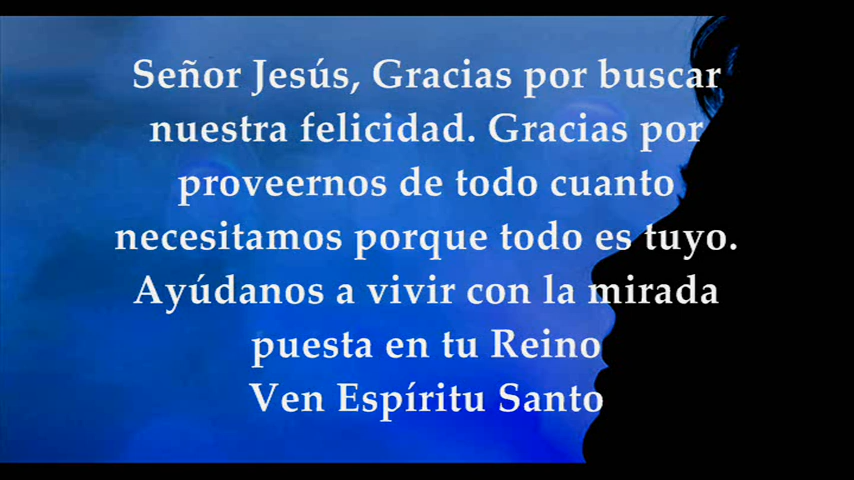 Señor Jesús, Gracias por buscar
nuestra felicidad. Gracias por
proveernos de todo cuanto
necesitamos porque todo es tuyo.
Ayúdanos a vivir con la mirada
puesta en tu Reino
Ven Espíritu Santo